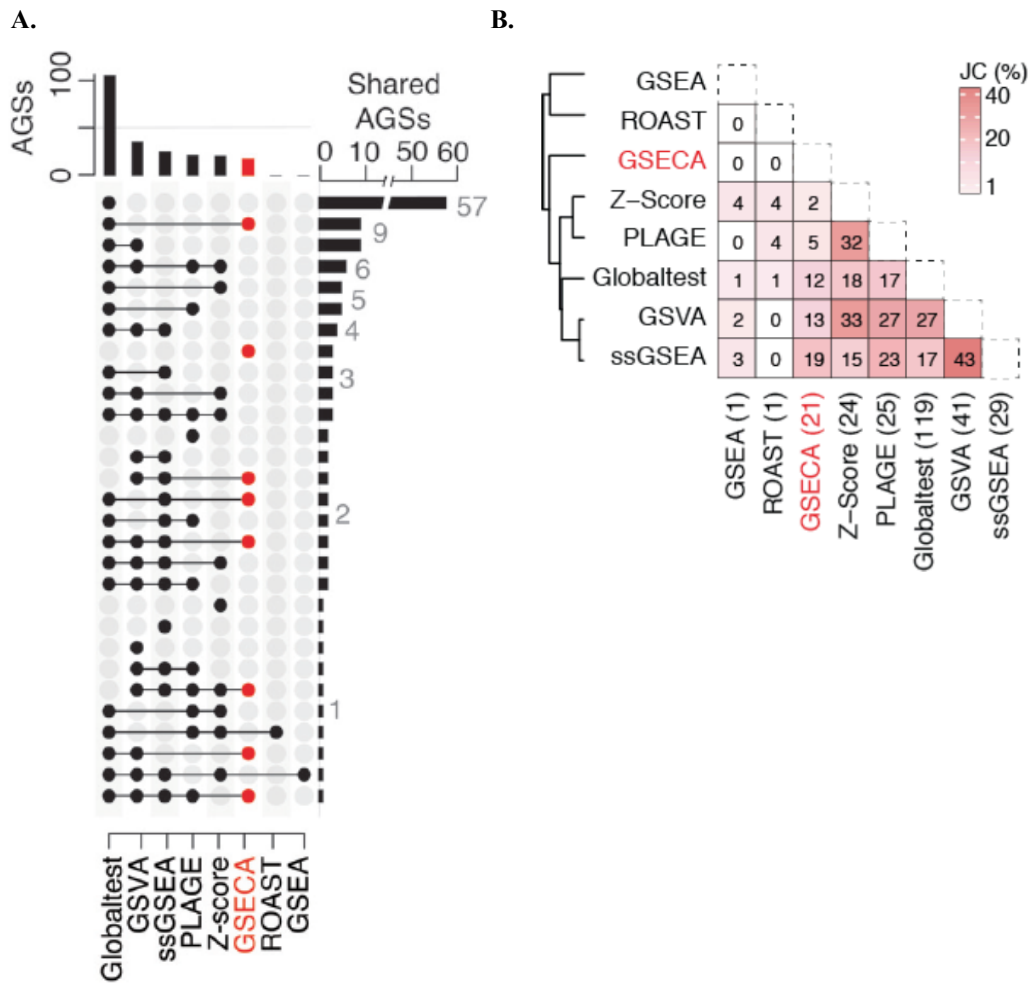 A.
B.
AGSs
100
0
Shared
AGSs
0 10 50 60
57
9
6
5
4
3
2
1
Globaltest
GSVA
ssGSEA
PLAGE
Z-score
GSECA
ROAST
GSEA
JC (%)
40
20
1
GSEA
ROAST 0
GSECA 0 0
Z-Score 4 4 2
PLAGE 0 4 5 32
Globaltest 1 1 12 18 17
GSVA 2 0 13 33 27 27
ssGSEA 3 0 19 15 23 17 43
GSEA (1)
ROAST (1)
GSECA (21)
Z-Score (24)
PLAGE (25)
Globaltest (119)
GSVA (41)
ssGSEA (29)